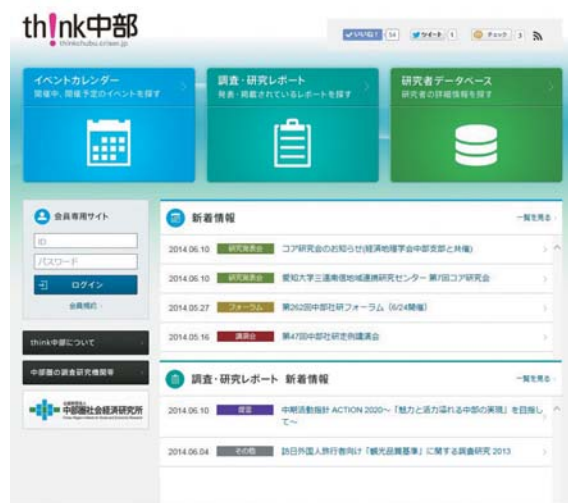 th!nk中部
thinkchubu.criser.jp
いいね! 54 ツイート 1 チェック 3
イベントカレンダー
開催中、開催予定のイベントを探す
調査・研究レポート
発表・掲載されているレポートを探す
研究者データベース
研究者の詳細情報を探す
会員専用サイト
ID
パスワード
ログイン
会員規約
think中部について
中部圏の調査研究機関等
中部圏社会経済研究所
新着情報
一覧を見る
2014.06.10 研究発表会 コア研究会のお知らせ(経済地理学会中部支部と共催)
2014.06.10 研究発表会 愛知大学三遠南信地域連携研究センター 第7回コア研究会
2014.05.27 フォーラム 第262回中部社研フォーラム (6/24開催)
2014.05.16 講演会 第47回中部社研定例講演会
調査・研究レポート 新着情報
一覧を見る
2014.06.10 提言 中期活動指針 ACTION 2020～「魅力と活力溢れる中部の実現」を目指し
て～
2014.06.04 その他 訪日外国人旅行者向け「観光品質基準」に関する調査研究 2013